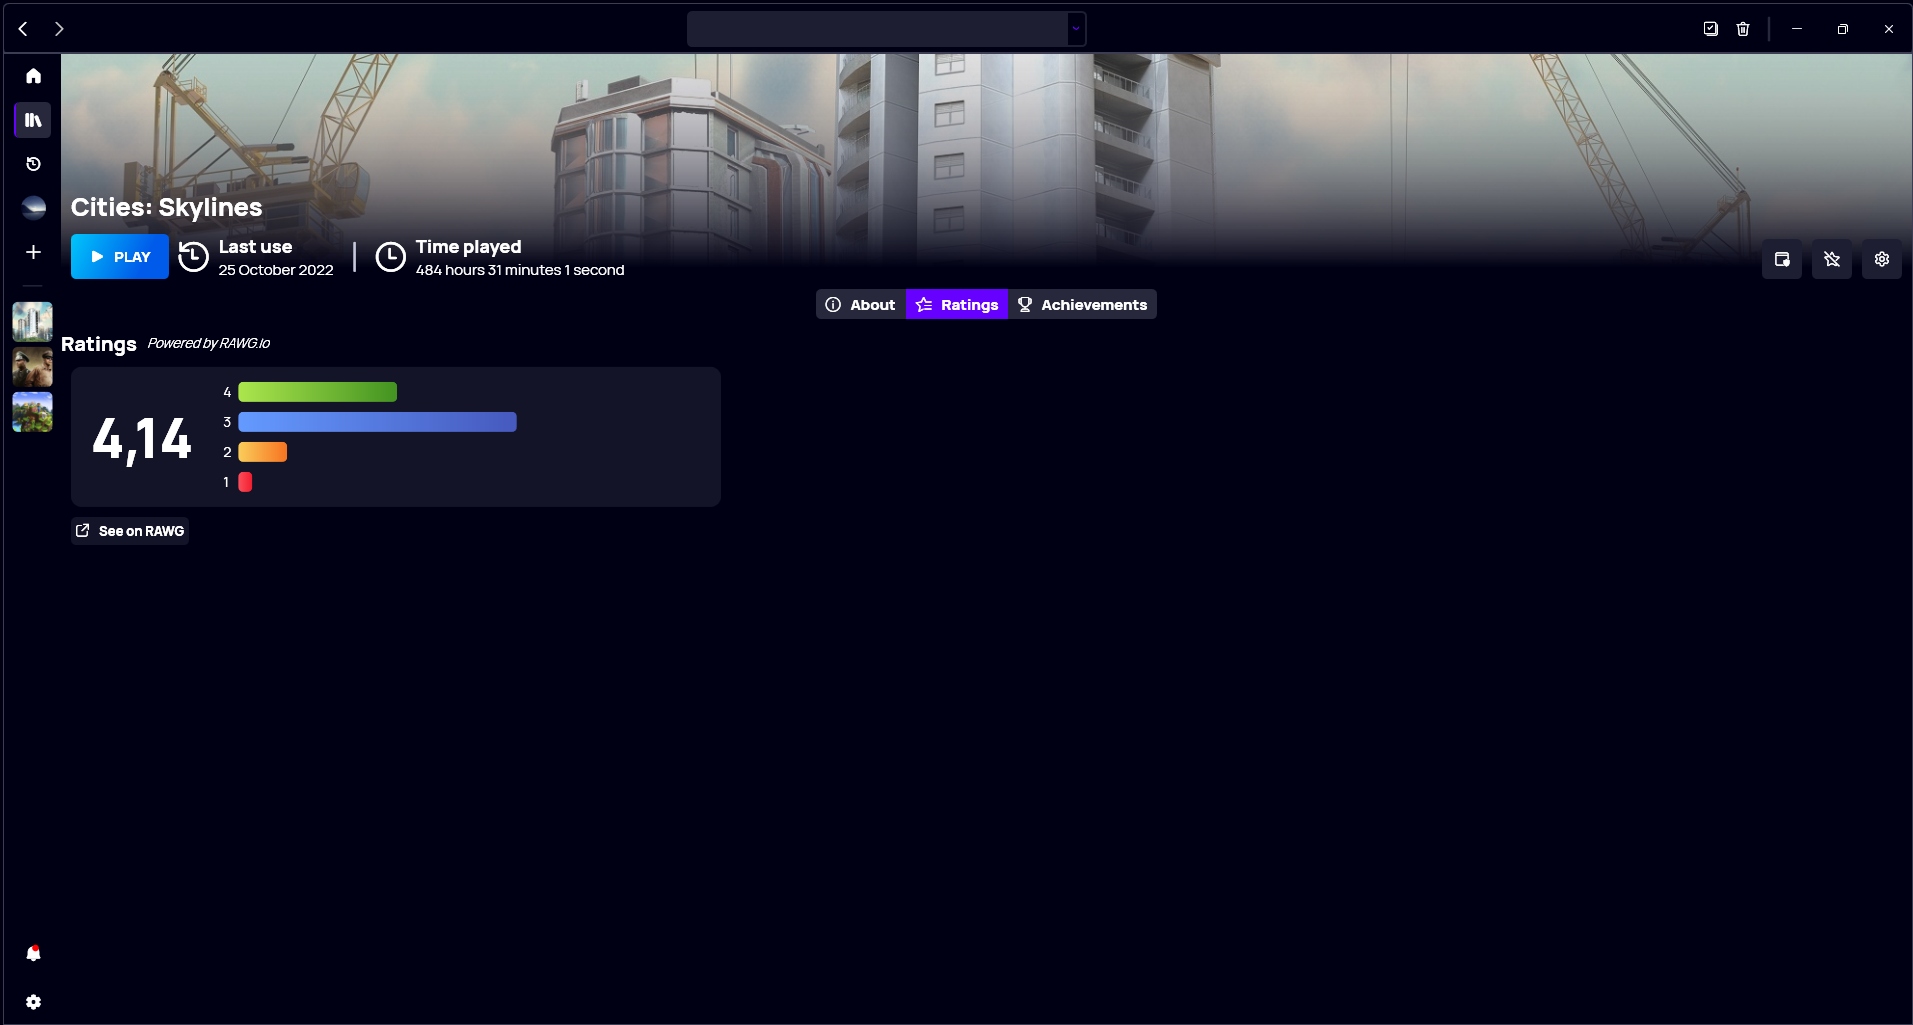 Cities: Skylines
PLAY
Last use
25 October 2022
Time played
484 hours 31 minutes 1 second
About
Ratings
Achievements
Ratings Powered by RAWG.io
4,14
4
3
2
1
See on RAWG